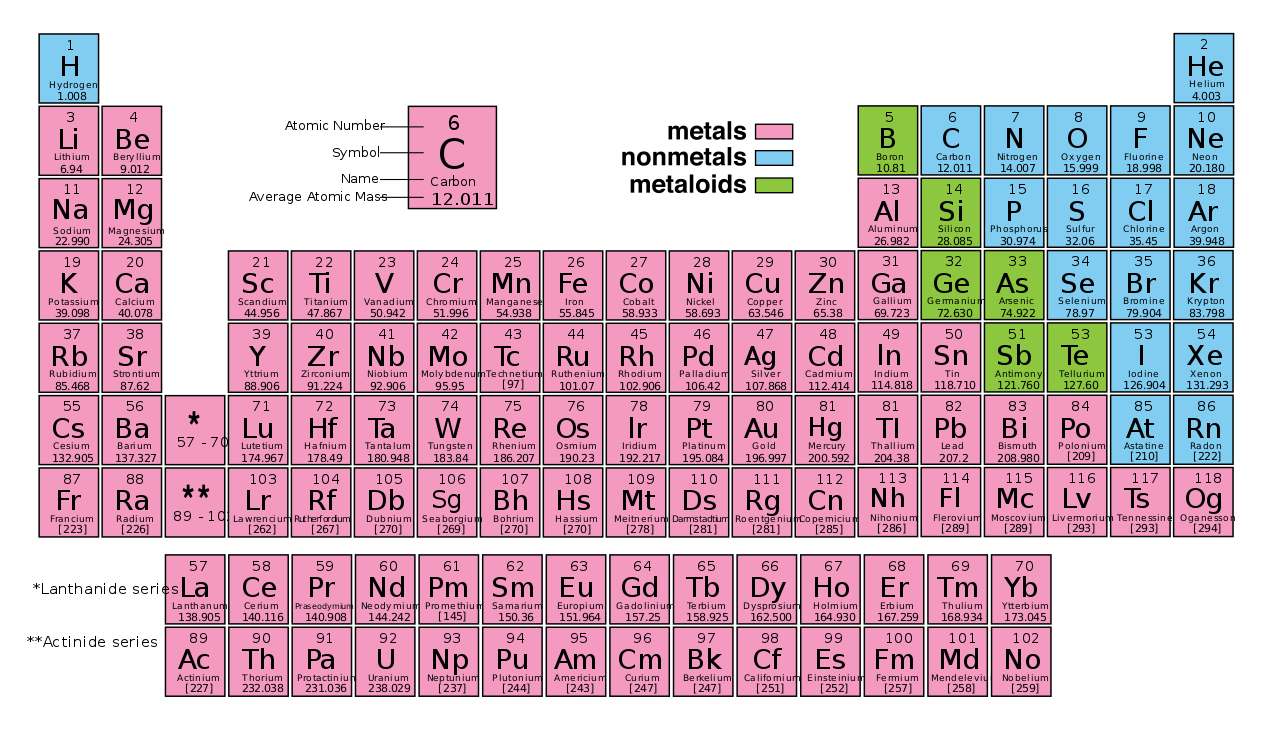 1 2
H He
Hydrogen Helium
1.008 4.003
3 4 5 6 7 8 9 10
Li Be B C N O F Ne
Lithium Beryllium Boron Carbon Nitrogen Oxygen Fluorine Neon
6.94 9.012 10.81 12.011 14.007 15.999 18.998 20.180
Atomic Number 6
Symbol C
Name Carbon
Average Atomic Mass 12.011
metals
nonmetals
metaloids
11 12 13 14 15 16 17 18
Na Mg Al Si P S Cl Ar
Sodium Magnesium Aluminum Silicon Phosphorus Sulfur Chlorine Argon
22.990 24.305 26.982 28.085 30.974 32.06 35.45 39.948
19 20 21 22 23 24 25 26 27 28 29 30 31 32 33 34 35 36
K Ca Sc Ti V Cr Mn Fe Co Ni Cu Zn Ga Ge As Se Br Kr
Potassium Calcium Scandium Titanium Vanadium Chromium Manganese Iron Cobalt Nickel Copper Zinc Gallium Germanium Arsenic Selenium Bromine Krypton
39.098 40.078 44.956 47.867 50.942 51.996 54.938 55.845 58.933 58.693 63.546 65.38 69.723 72.630 74.922 78.97 79.904 83.798
37 38 39 40 41 42 43 44 45 46 47 48 49 50 51 53 53 54
Rb Sr Y Zr Nb Mo Tc Ru Rh Pd Ag Cd In Sn Sb Te I Xe
Rubidium Strontium Yttrium Zirconium Niobium Molybdenum Technetium Ruthenium Rhodium Palladium Silver Cadmium Indium Tin Antimony Tellurium Iodine Xenon
85.468 87.62 88.906 91.224 92.906 95.95 [97] 101.07 102.906 106.42 107.868 112.414 114.818 118.710 121.760 127.60 126.904 131.293
55 56 * 71 72 73 74 75 76 77 78 79 80 81 81 82 83 84 85 86
Cs Ba 57 - 70 Lu Hf Ta W Re Os Ir Pt Au Hg Tl Pb Bi Po At Rn
Cesium Barium Lutetium Hafnium Tantalum Tungsten Rhenium Osmium Iridium Platinum Gold Mercury Thallium Lead Bismuth Polonium Astatine Radon
132.905 137.327 174.967 178.49 180.948 183.84 186.207 190.23 192.217 195.084 196.997 200.592 204.38 207.2 208.980 [209] [210] [222]
87 88 ** 103 104 105 106 107 108 109 110 111 112 113 114 115 116 117 118
Fr Ra 89 - 10 Lr Rf Db Sg Bh Hs Mt Ds Rg Cn Nh Fl Mc Lv Ts Og
Francium Radium Lawrencium Rutherfordium Dubnium Seaborgium Bohrium Hassium Meitnerium Darmstadtium Roentgenium Copernicium Nihonium Flerovium Moscovium Livermorium Tennessine Oganesson
[223] [226] [262] [267] [270] [269] [270] [270] [278] [281] [281] [285] [286] [289] [289] [293] [293] [294]
57 58 59 60 61 62 63 64 65 66 67 68 69 70
*Lanthanide series La Ce Pr Nd Pm Sm Eu Gd Tb Dy Ho Er Tm Yb
Lanthanum Cerium Praseodymium Neodymium Promethium Samarium Europium Gadolinium Terbium Dysprosium Holmium Erbium Thulium Ytterbium
138.905 140.116 140.908 144.242 [145] 150.36 151.964 157.25 158.925 162.500 164.930 167.259 168.934 173.045
89 90 91 92 93 94 95 96 97 98 99 100 101 102
**Actinide series Ac Th Pa U Np Pu Am Cm Bk Cf Es Fm Md No
Actinium Thorium Protactinium Uranium Neptunium Plutonium Americium Curium Berkelium Californium Einsteinium Fermium Mendeleviu Nobelium
[227] 232.038 231.036 238.029 [237] [244] [243] [247] [247] [251] [252] [257] [258] [259]